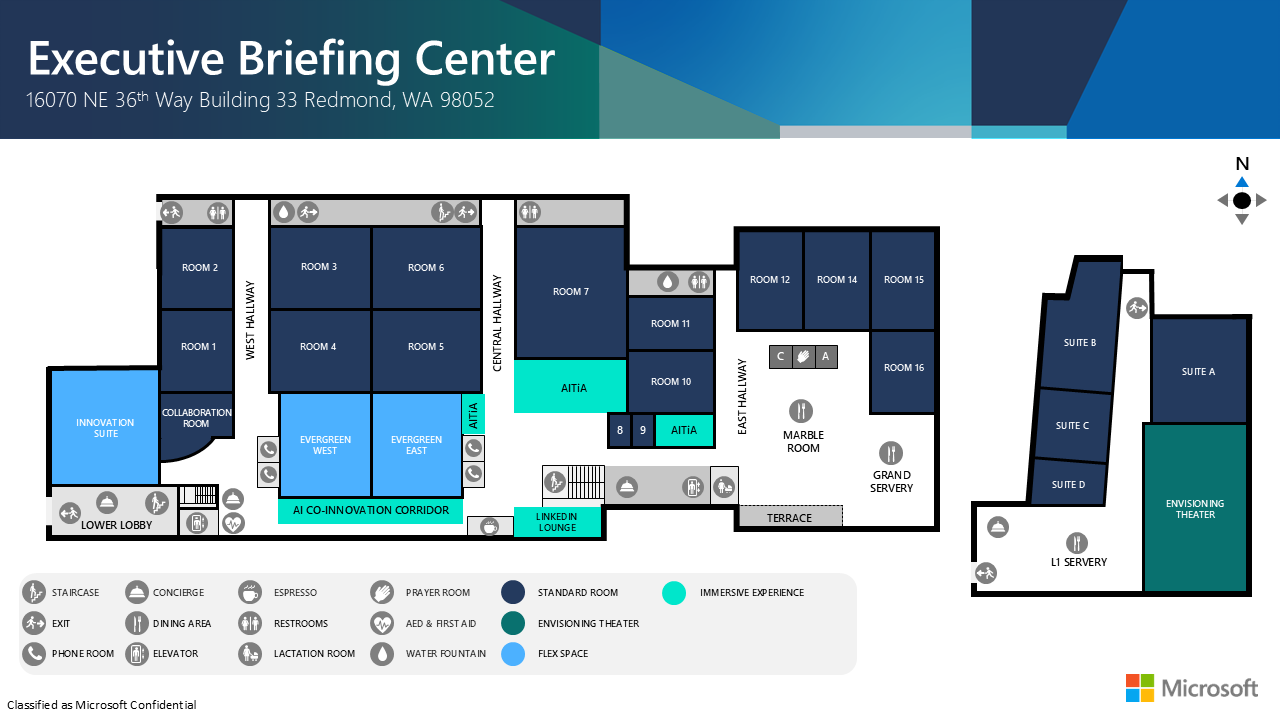 Executive Briefing Center
16070 NE 36th Way Building 33 Redmond, WA 98052
N
ROOM 2
ROOM 3
ROOM 6
ROOM 7
ROOM 12
ROOM 14
ROOM 15
ROOM 11
ROOM 1
ROOM 4
ROOM 5
ROOM 10
ROOM 16
WEST HALLWAY
CENTRAL HALLWAY
EAST HALLWAY
C
A
AITiA
COLLABORATION
ROOM
AITiA
8
9
AITiA
INNOVATION
SUITE
EVERGREEN
WEST
EVERGREEN
EAST
MARBLE
ROOM
GRAND
SERVERY
AI CO-INNOVATION CORRIDOR
LOWER LOBBY
LINKEDIN
LOUNGE
TERRACE
SUITE B
SUITE A
SUITE C
SUITE D
ENVISIONING
THEATER
L1 SERVERY
STAIRCASE
CONCIERGE
ESPRESSO
PRAYER ROOM
STANDARD ROOM
IMMERSIVE EXPERIENCE
EXIT
DINING AREA
RESTROOMS
AED & FIRST AID
ENVISIONING THEATER
PHONE ROOM
ELEVATOR
LACTATION ROOM
WATER FOUNTAIN
FLEX SPACE
Microsoft
Classified as Microsoft Confidential